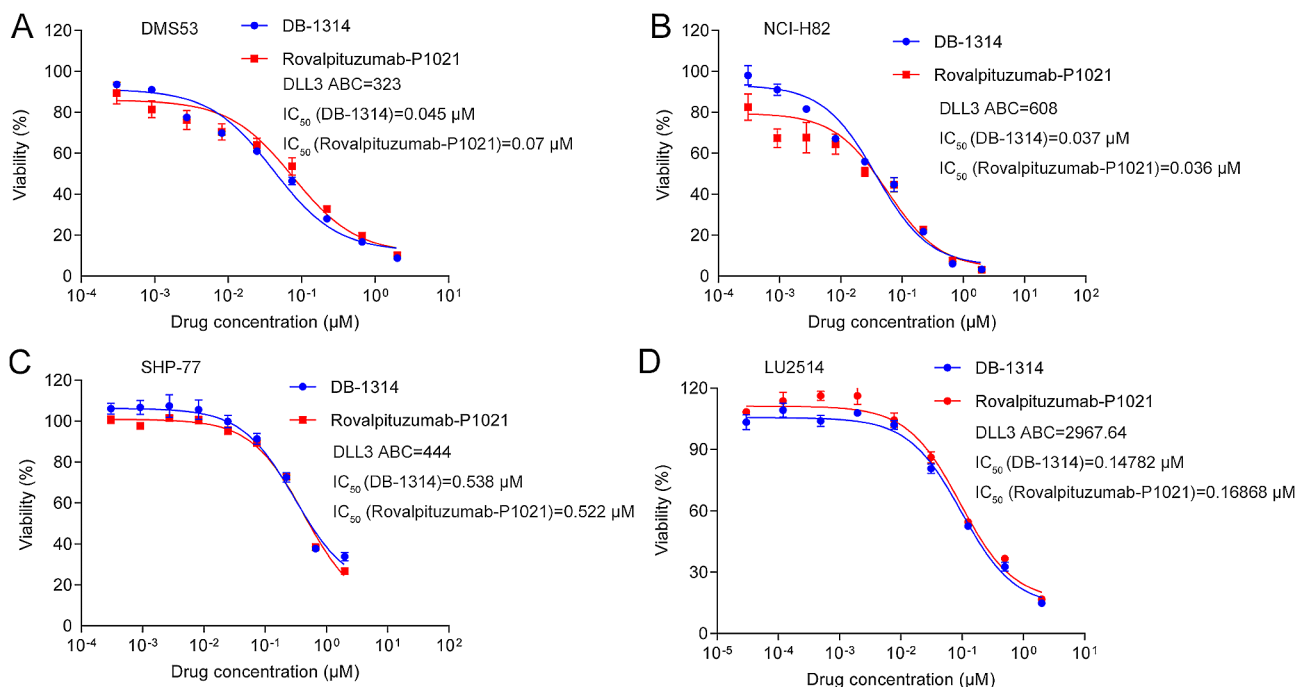 A
DMS53
DB-1314
Rovalpituzumab-P1021
DLL3 ABC=323
IC50 (DB-1314)=0.045 µM
IC50 (Rovalpituzumab-P1021)=0.07 µM
Viability (%)
120
100
80
60
40
20
0
10-4 10-3 10-2 10-1 100 101
Drug concentration (µM)
B
NCI-H82
DB-1314
Rovalpituzumab-P1021
DLL3 ABC=608
IC50 (DB-1314)=0.037 µM
IC50 (Rovalpituzumab-P1021)=0.036 µM
Viability (%)
120
100
80
60
40
20
0
10-4 10-3 10-2 10-1 100 101 102
Drug concentration (µM)
C
SHP-77
DB-1314
Rovalpituzumab-P1021
DLL3 ABC=444
IC50 (DB-1314)=0.538 µM
IC50 (Rovalpituzumab-P1021)=0.522 µM
Viability (%)
120
100
80
60
40
20
0
10-4 10-3 10-2 10-1 100 101 102
Drug concentration (µM)
D
LU2514
DB-1314
Rovalpituzumab-P1021
DLL3 ABC=2967.64
IC50 (DB-1314)=0.14782 µM
IC50 (Rovalpituzumab-P1021)=0.16868 µM
Viability (%)
120
90
60
30
0
10-5 10-4 10-3 10-2 10-1 100 101
Drug concentration (µM)